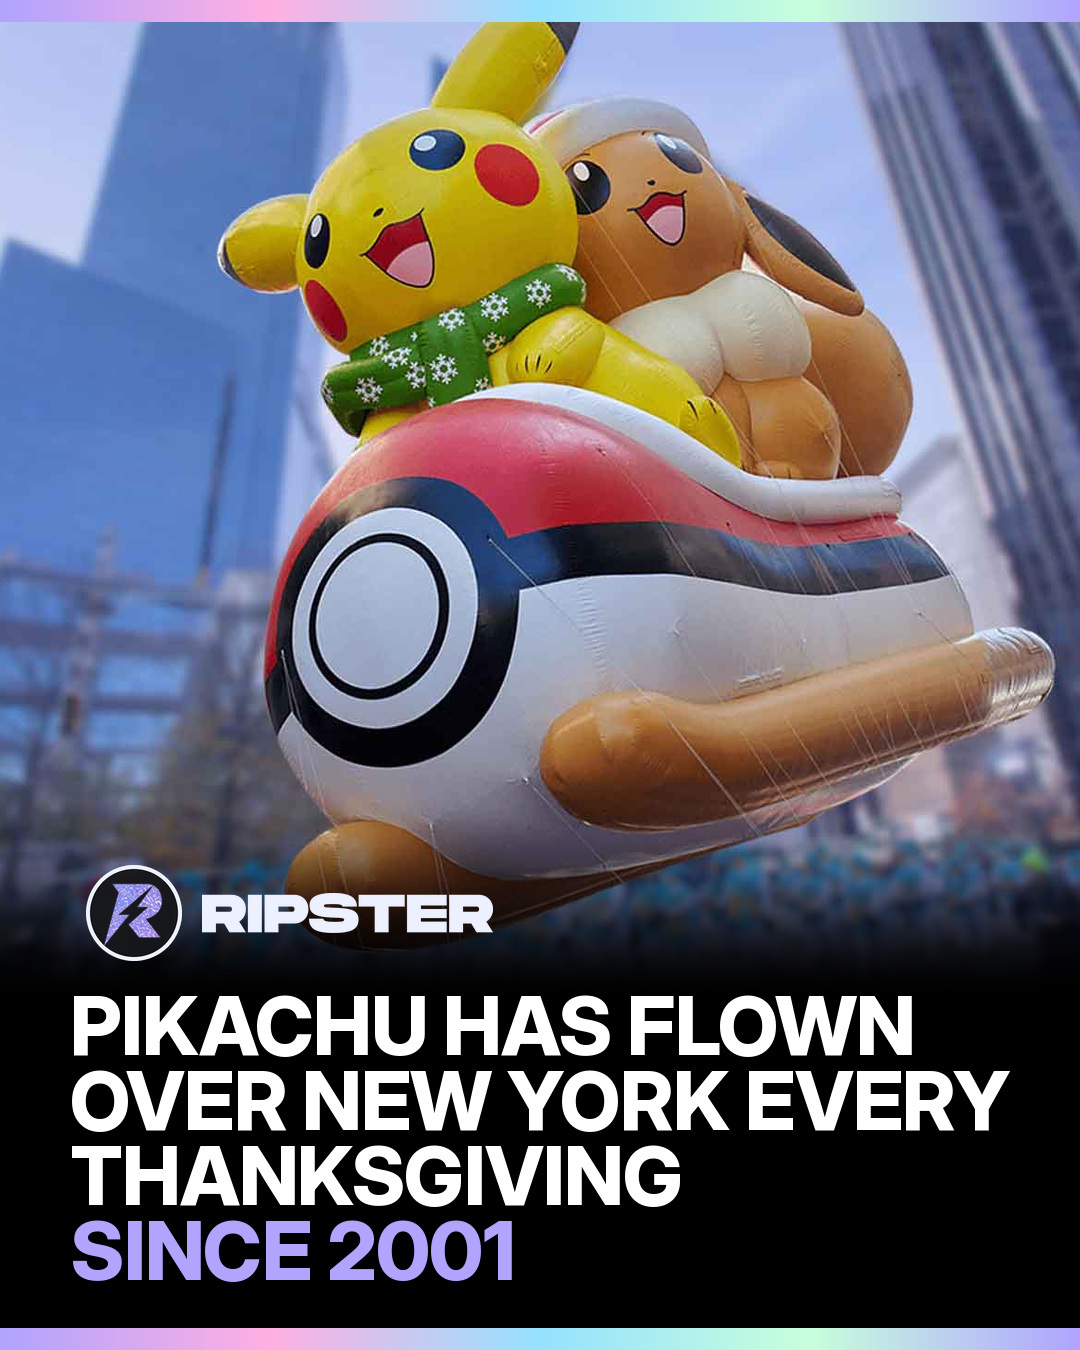 RIPSTER
PIKACHU HAS FLOWN
OVER NEW YORK EVERY
THANKSGIVING
SINCE 2001